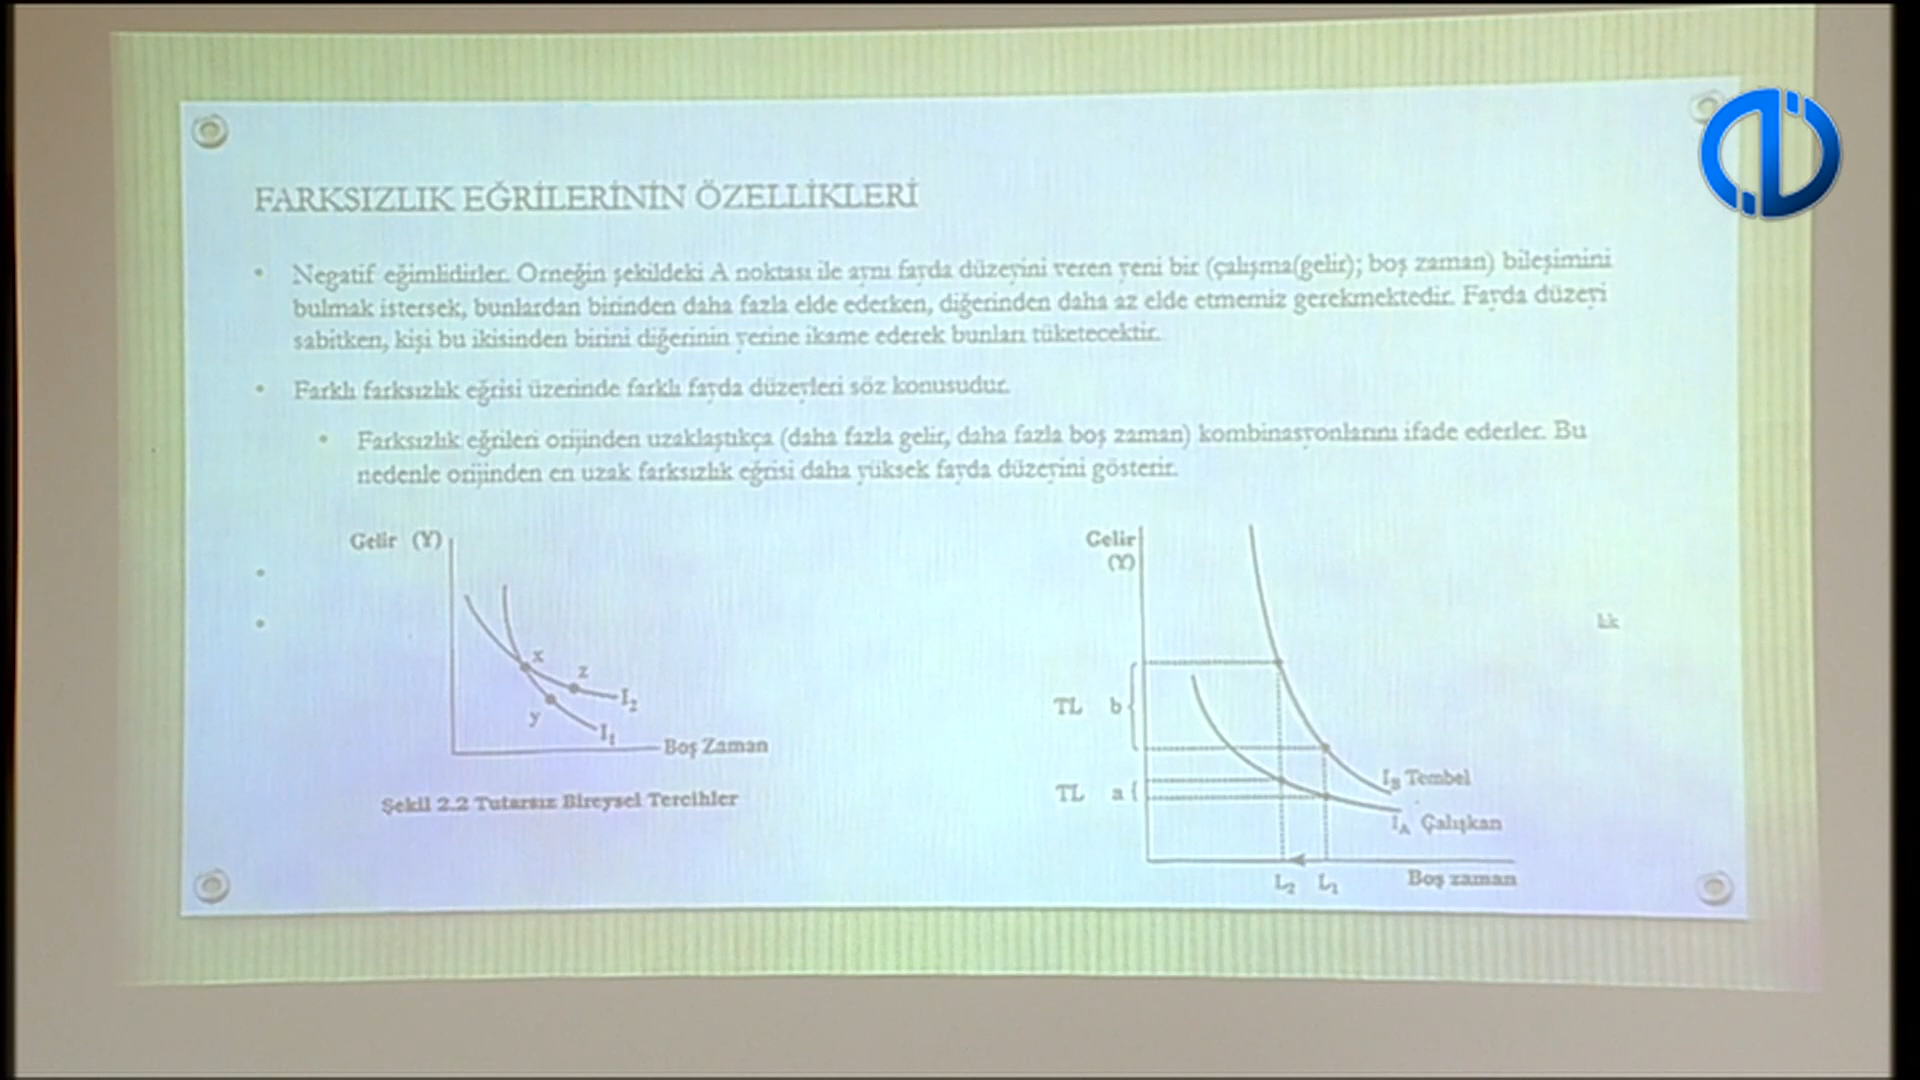 FARKSIZLIK EĞRİLERİNİN ÖZELLİKLERİ
• Negatif eğimlidirler. Örneğin şekildeki A noktası ile aynı fayda düzeyini veren yeni bir (çalışma(gelir); boş zaman) bileşimini
bulmak istersek, bunlardan birinden daha fazla elde ederken, diğerinden daha az elde etmemiz gerekmektedir. Fayda düzeyi
sabitken, kişi bu ikisinden birini diğerinin yerine ikame ederek bunları tüketecektir.
• Farklı farksızlık eğrisi üzerinde farklı fayda düzeyleri söz konusudur.
• Farksızlık eğrileri orijinden uzaklaştıkça (daha fazla gelir, daha fazla boş zaman) kombinasyonlarını ifade ederler. Bu
nedenle orijinden en uzak farksızlık eğrisi daha yüksek fayda düzeyini gösterir.
Gelir (Y)
x
z
y
I₂
I₁
Boş Zaman
Şekil 2.2 Tutarsız Bireysel Tercihler
Gelir
(Y)
TL b
TL a
I_B Tembel
I_A Çalışkan
L₂ L₁
Boş zaman